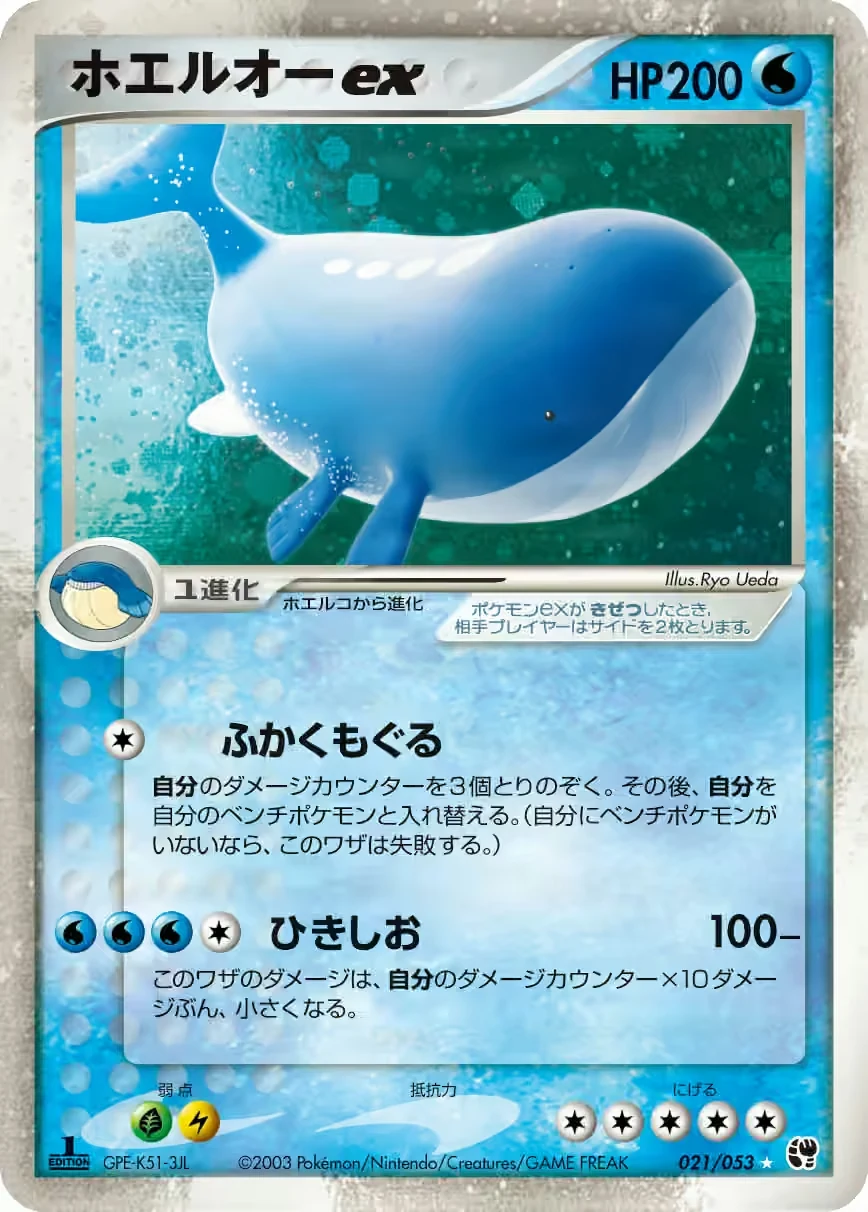 ホエルオーex HP200
1進化
Illus.Ryo Ueda
ホエルコから進化
ポケモンexが きぜつしたとき、
相手プレイヤーはサイドを2枚とります。
ふかくもぐる
自分のダメージカウンターを3個とりのぞく。その後、自分を
自分のベンチポケモンと入れ替える。(自分にベンチポケモンが
いないなら、このワザは失敗する。)
ひきしお 100−
このワザのダメージは、自分のダメージカウンター×10ダメー
ジぶん、小さくなる。
弱点 抵抗力 にげる
1 EDITION GPE-K51-3JL ©2003 Pokémon/Nintendo/Creatures/GAME FREAK 021/053 ★